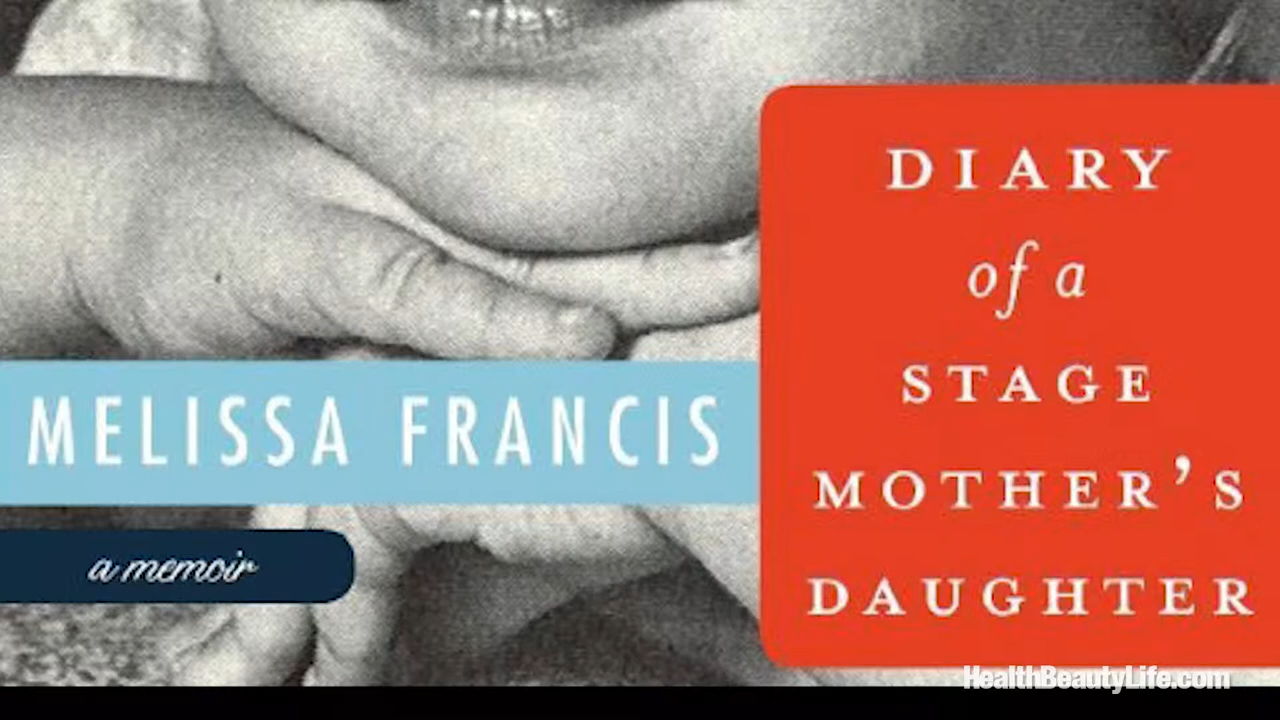 MELISSA FRANCIS
a memoir
DIARY
of a
STAGE
MOTHER'S
DAUGHTER
HealthBeautyLife.com